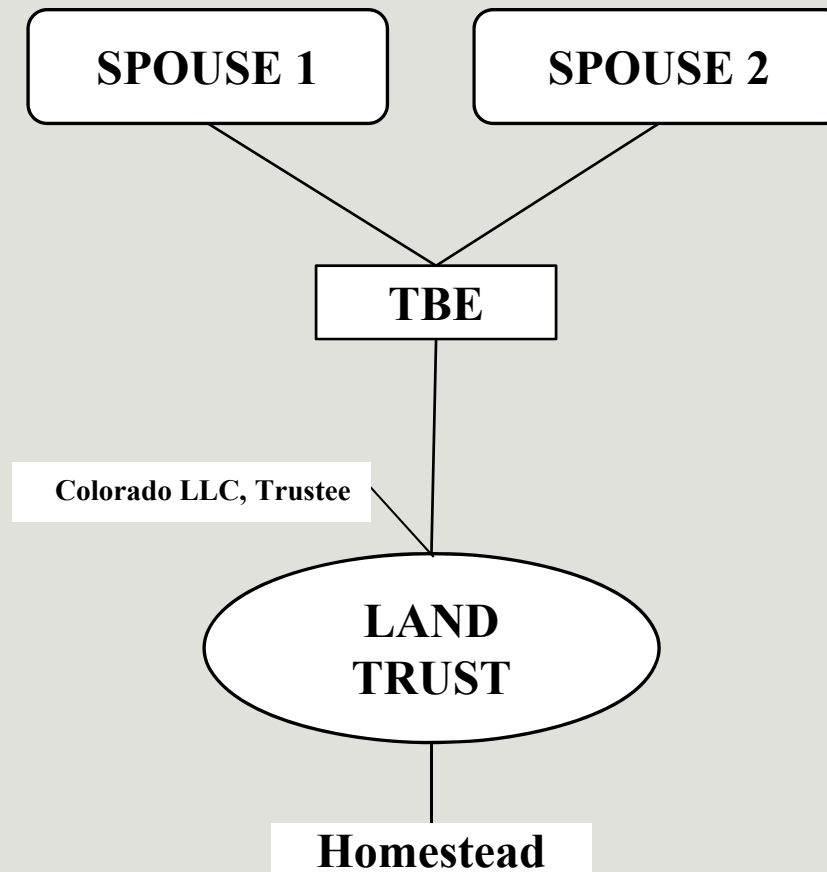 SPOUSE 1
SPOUSE 2
TBE
Colorado LLC, Trustee
LAND
TRUST
Homestead